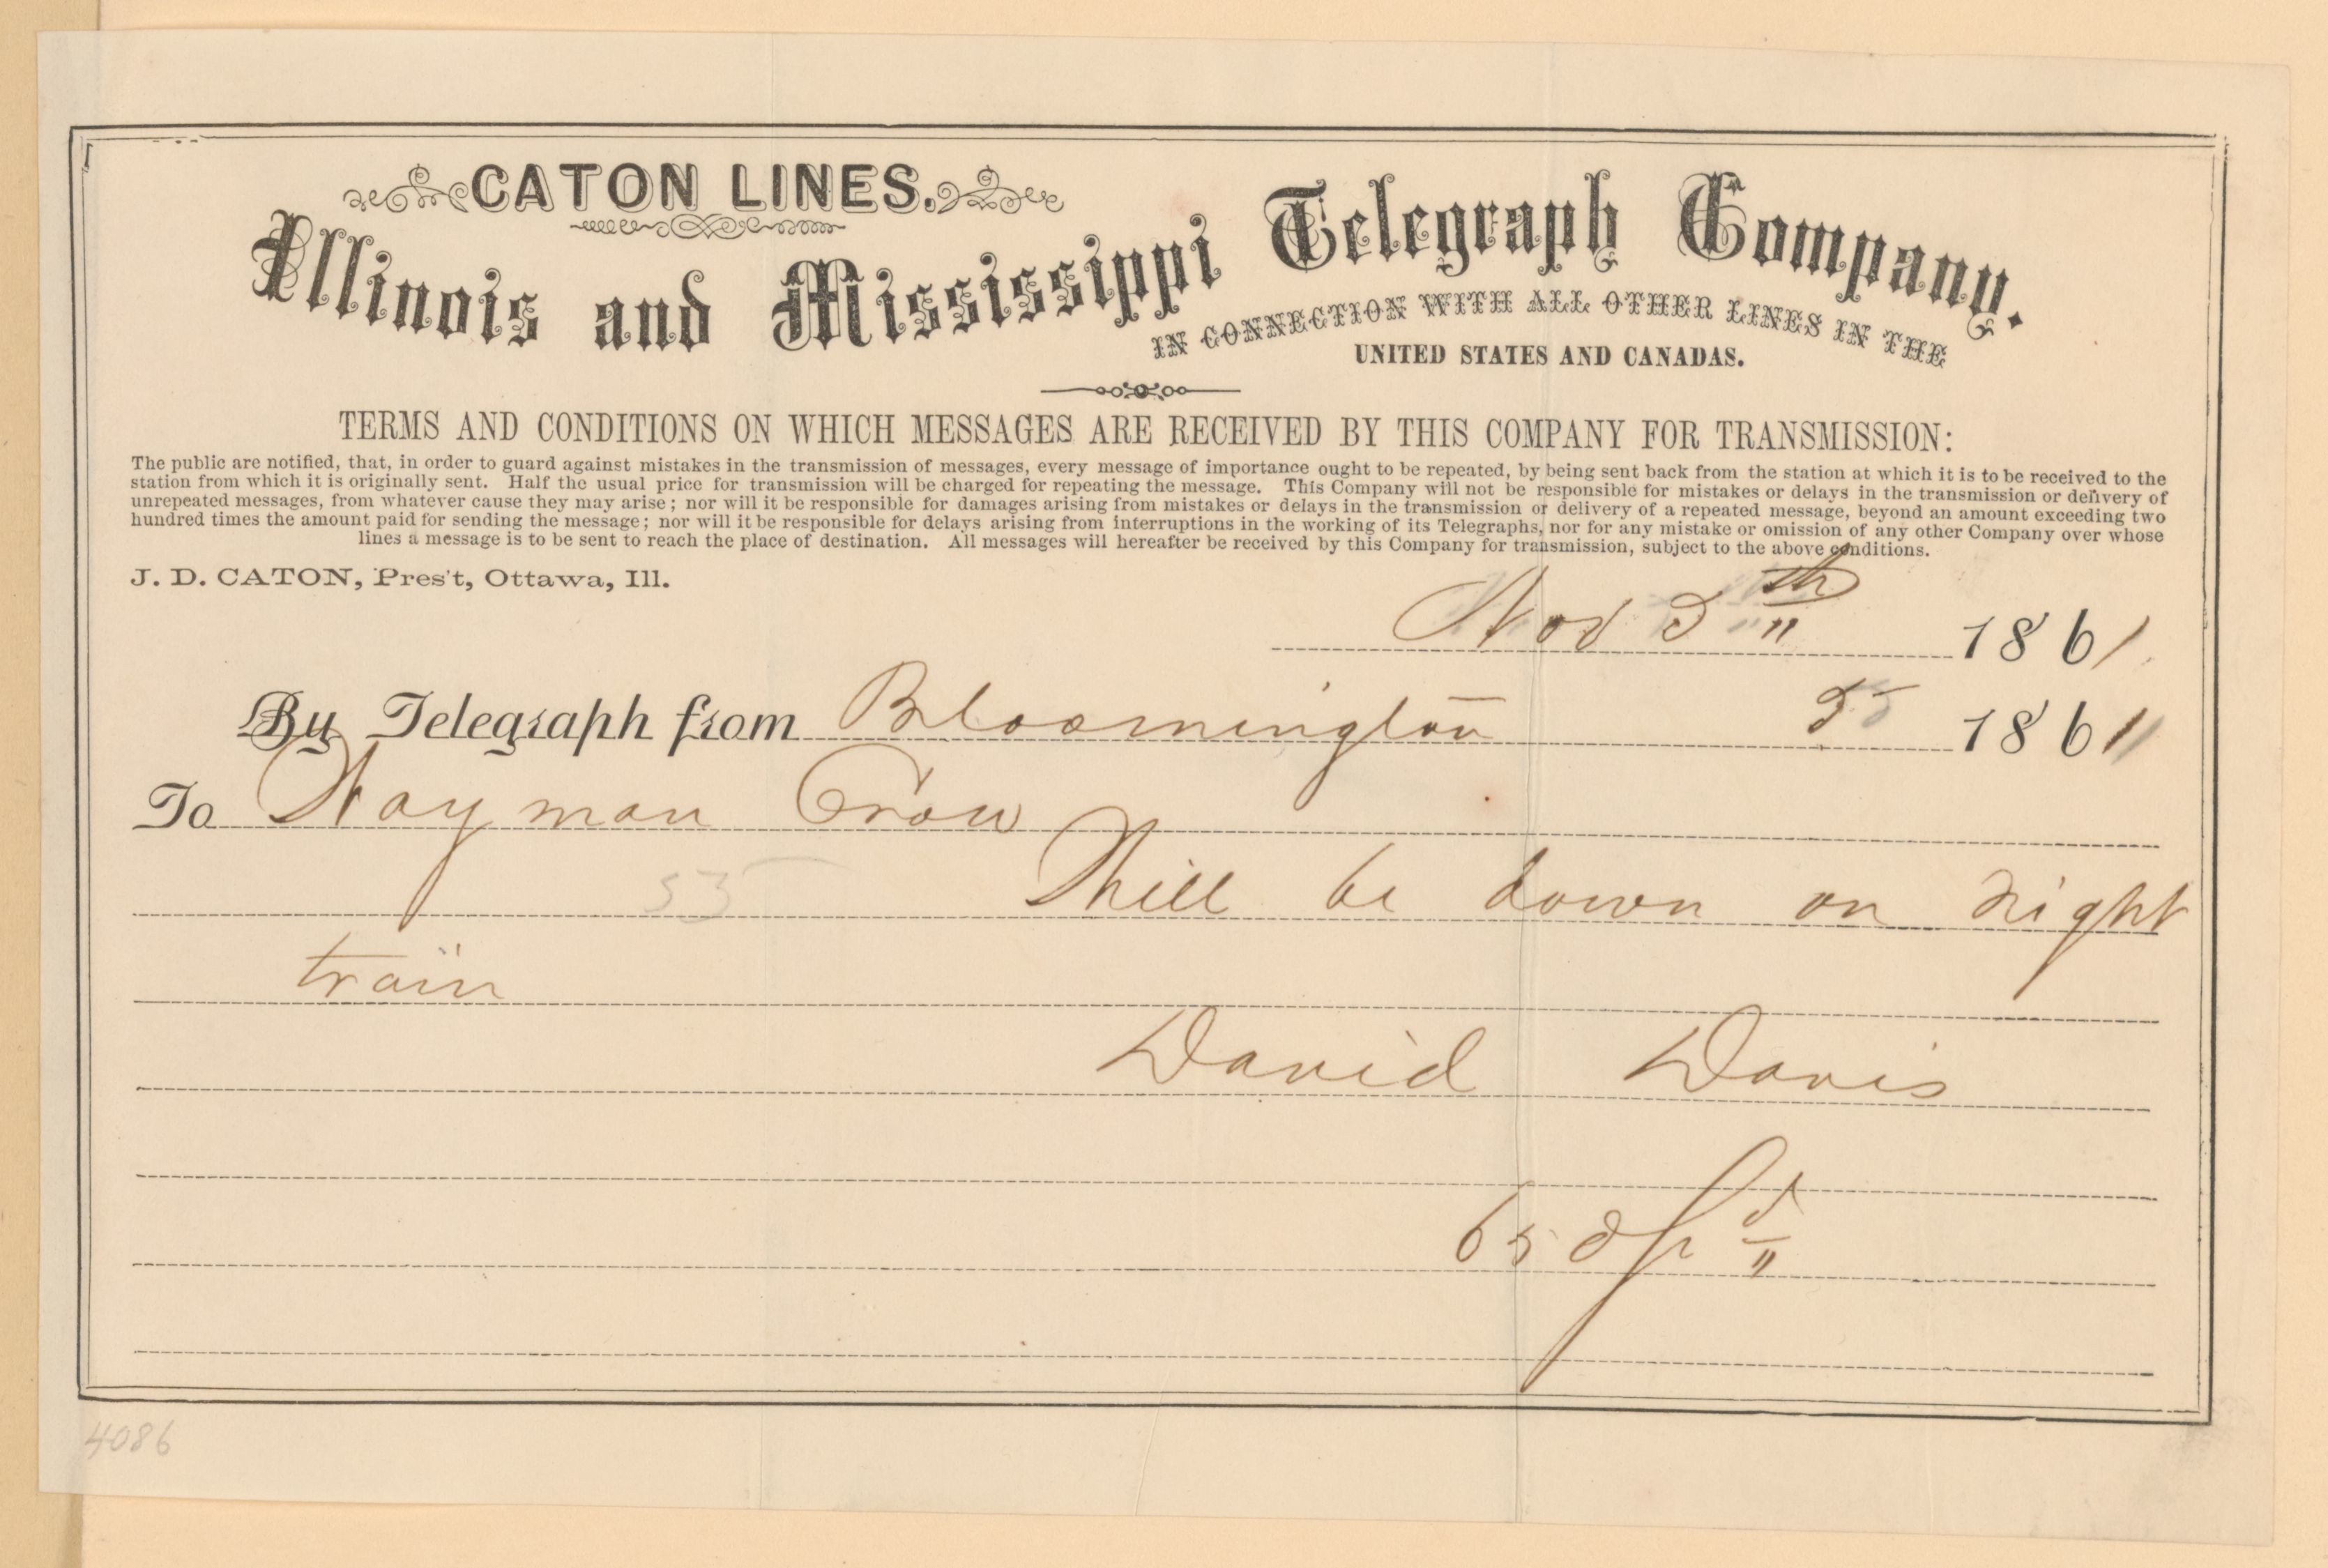 CATON LINES.
Illinois and Mississippi Telegraph Company.
IN CONNECTION WITH ALL OTHER LINES IN THE
UNITED STATES AND CANADAS.
TERMS AND CONDITIONS ON WHICH MESSAGES ARE RECEIVED BY THIS COMPANY FOR TRANSMISSION:
The public are notified, that, in order to guard against mistakes in the transmission of messages, every message of importance ought to be repeated, by being sent back from the station at which it is to be received to the
station from which it is originally sent. Half the usual price for transmission will be charged for repeating the message. This Company will not be responsible for mistakes or delays in the transmission or delivery of
unrepeated messages, from whatever cause they may arise; nor will it be responsible for damages arising from mistakes or delays in the transmission or delivery of a repeated message, beyond an amount exceeding two
hundred times the amount paid for sending the message; nor will it be responsible for delays arising from interruptions in the working of its Telegraphs, nor for any mistake or omission of any other Company over whose
lines a message is to be sent to reach the place of destination. All messages will hereafter be received by this Company for transmission, subject to the above conditions.
J. D. CATON, Pres't, Ottawa, Ill.
Nov 5th 1861
By Telegraph from Bloomington 5 1861
To Wayman Crow
53 Will be down on night
train
David Davis
65 pd
4086